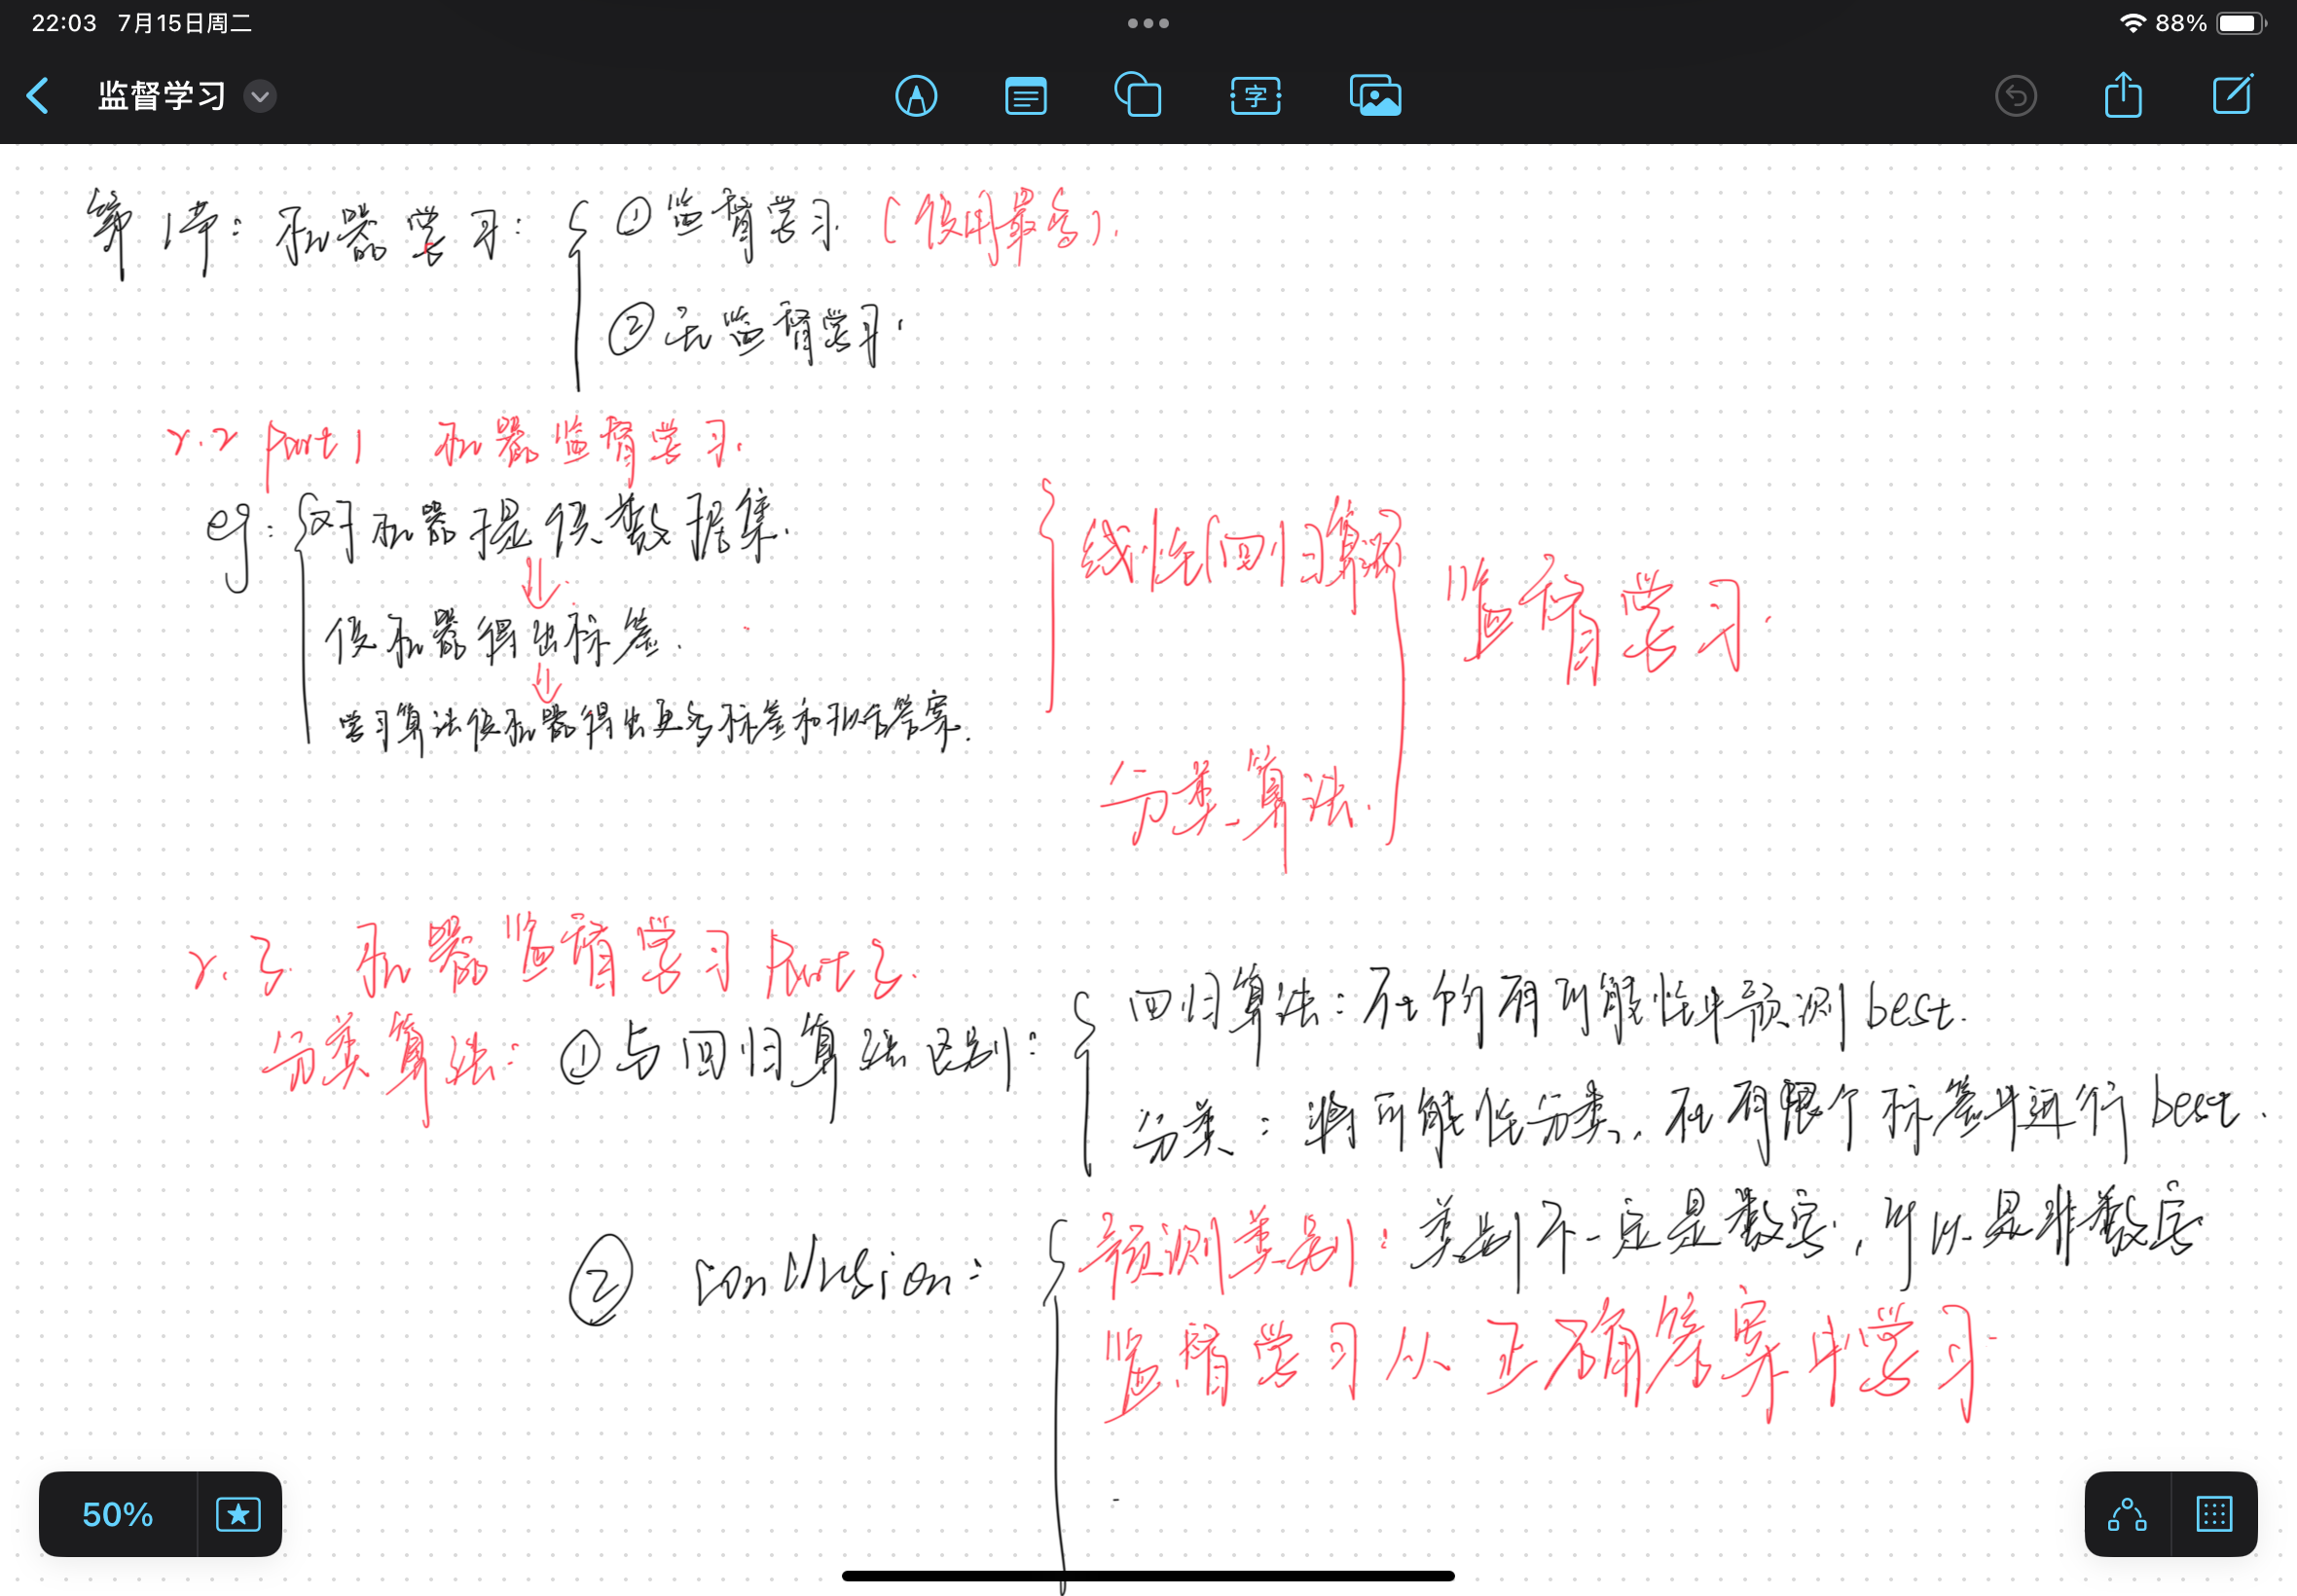 22:03 7月15日周二
88%
监督学习
字
第1节：机器学习：
①监督学习（使用最多）.
②无监督学习.
2.2 Part 1 机器监督学习.
eg：对机器提供数据集.
使机器得出标签.
学习算法使机器得出更多标签和正确答案.
线性回归算法
监督学习.
分类算法.
2.3. 机器监督学习 Part 2.
分类算法：①与回归算法区别：
回归算法：在所有可能性中预测 best.
分类：将可能性分类，在有限个标签中进行 best.
② conclusion：
预测类别：类别不一定是数字，可以是非数字
监督学习从正确答案中学习
50%